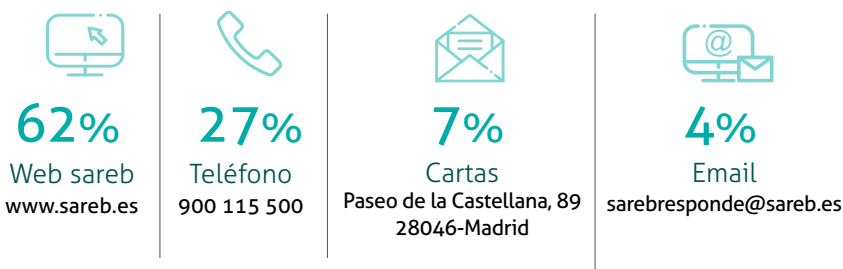 62%
Web sareb
www.sareb.es
27%
Teléfono
900 115 500
7%
Cartas
Paseo de la Castellana, 89
28046-Madrid
@
4%
Email
sarebresponde@sareb.es